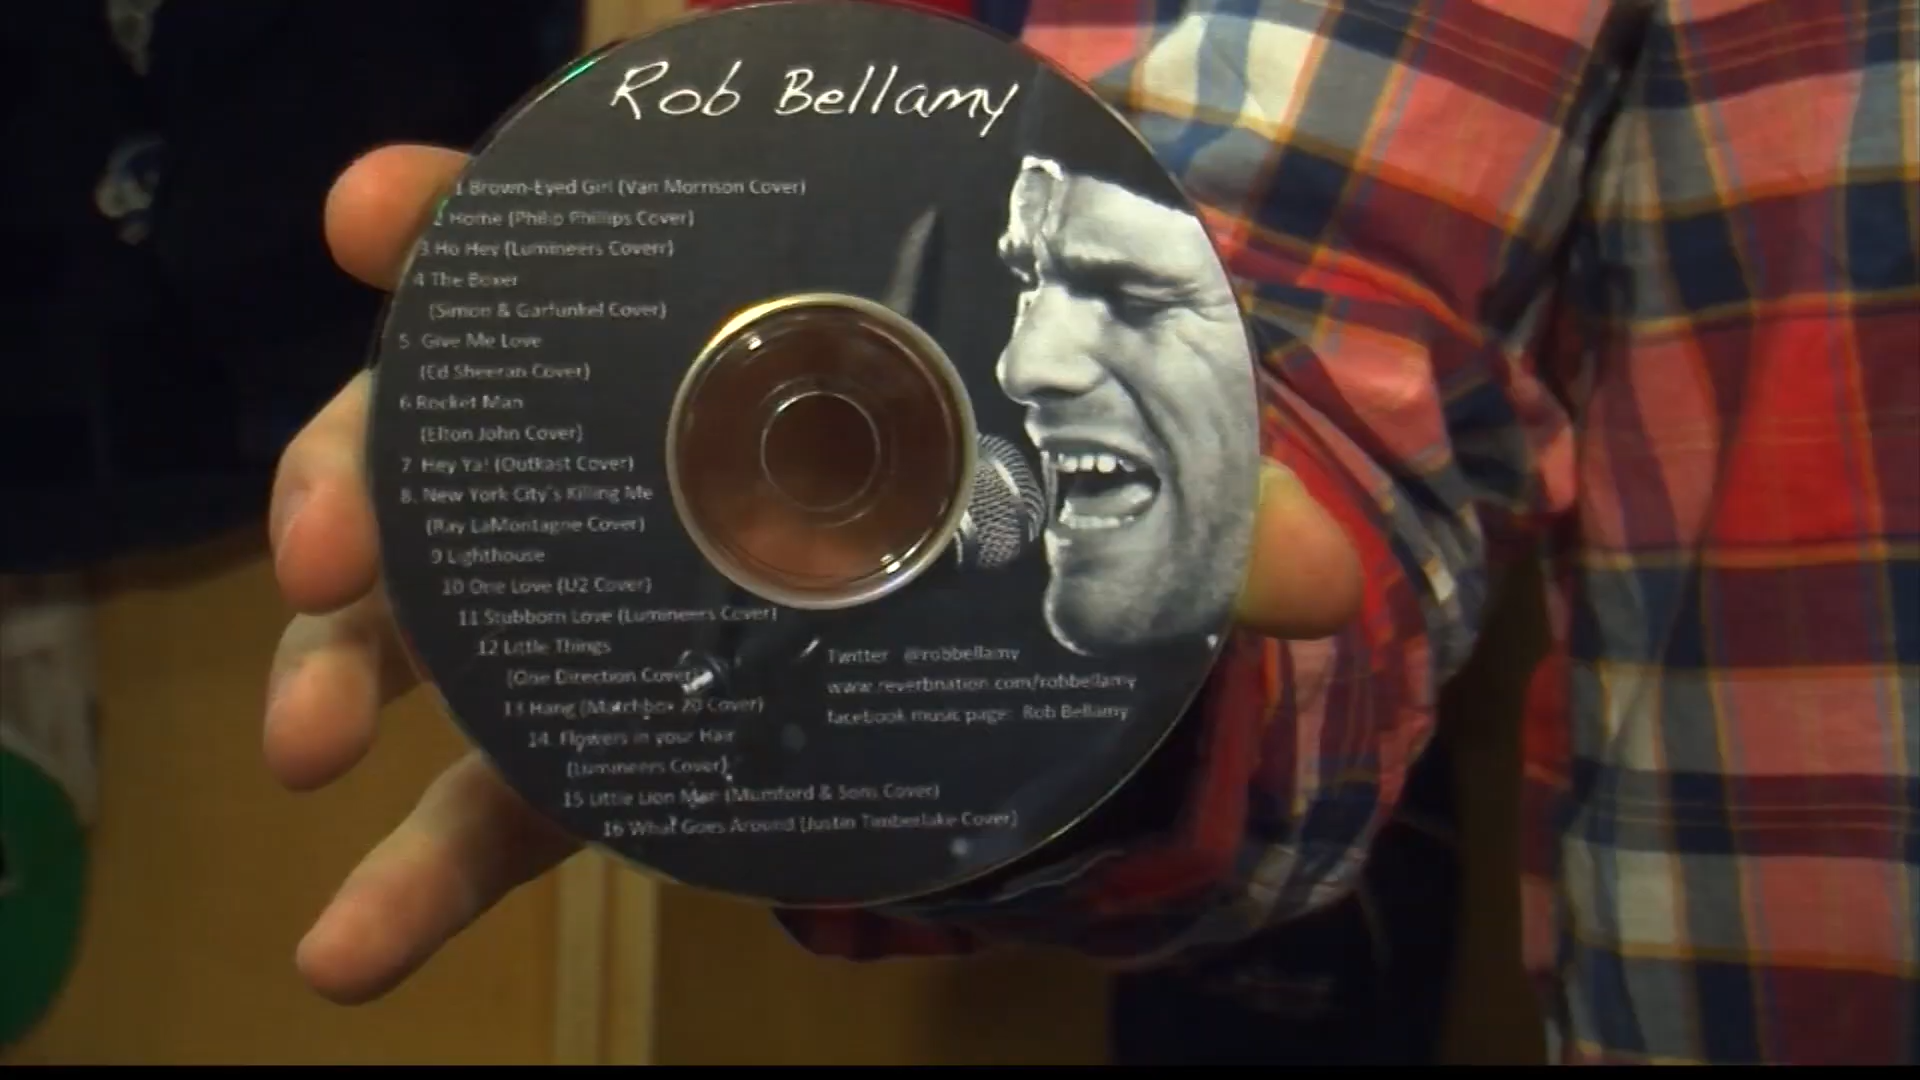 Rob Bellamy
1 Brown-Eyed Girl (Van Morrison Cover)
2 Home (Philip Phillips Cover)
3 Ho Hey (Lumineers Coverr)
4 The Boxer
(Simon & Garfunkel Cover)
5 Give Me Love
(Ed Sheeran Cover)
6 Rocket Man
(Elton John Cover)
7 Hey Ya! (Outkast Cover)
8. New York City's Killing Me
(Ray LaMontagne Cover)
9 Lighthouse
10 One Love (U2 Cover)
11 Stubborn Love (Lumineers Cover)
12 Little Things
(One Direction Cover)
13 Hang (Matchbox 20 Cover)
14. Flowers in your Hair
(Lumineers Cover)
15 Little Lion Man (Mumford & Sons Cover)
16 What Goes Around (Justin Timberlake Cover)
Twitter @robbellamy
www.reverbnation.com/robbellamy
facebook music page: Rob Bellamy